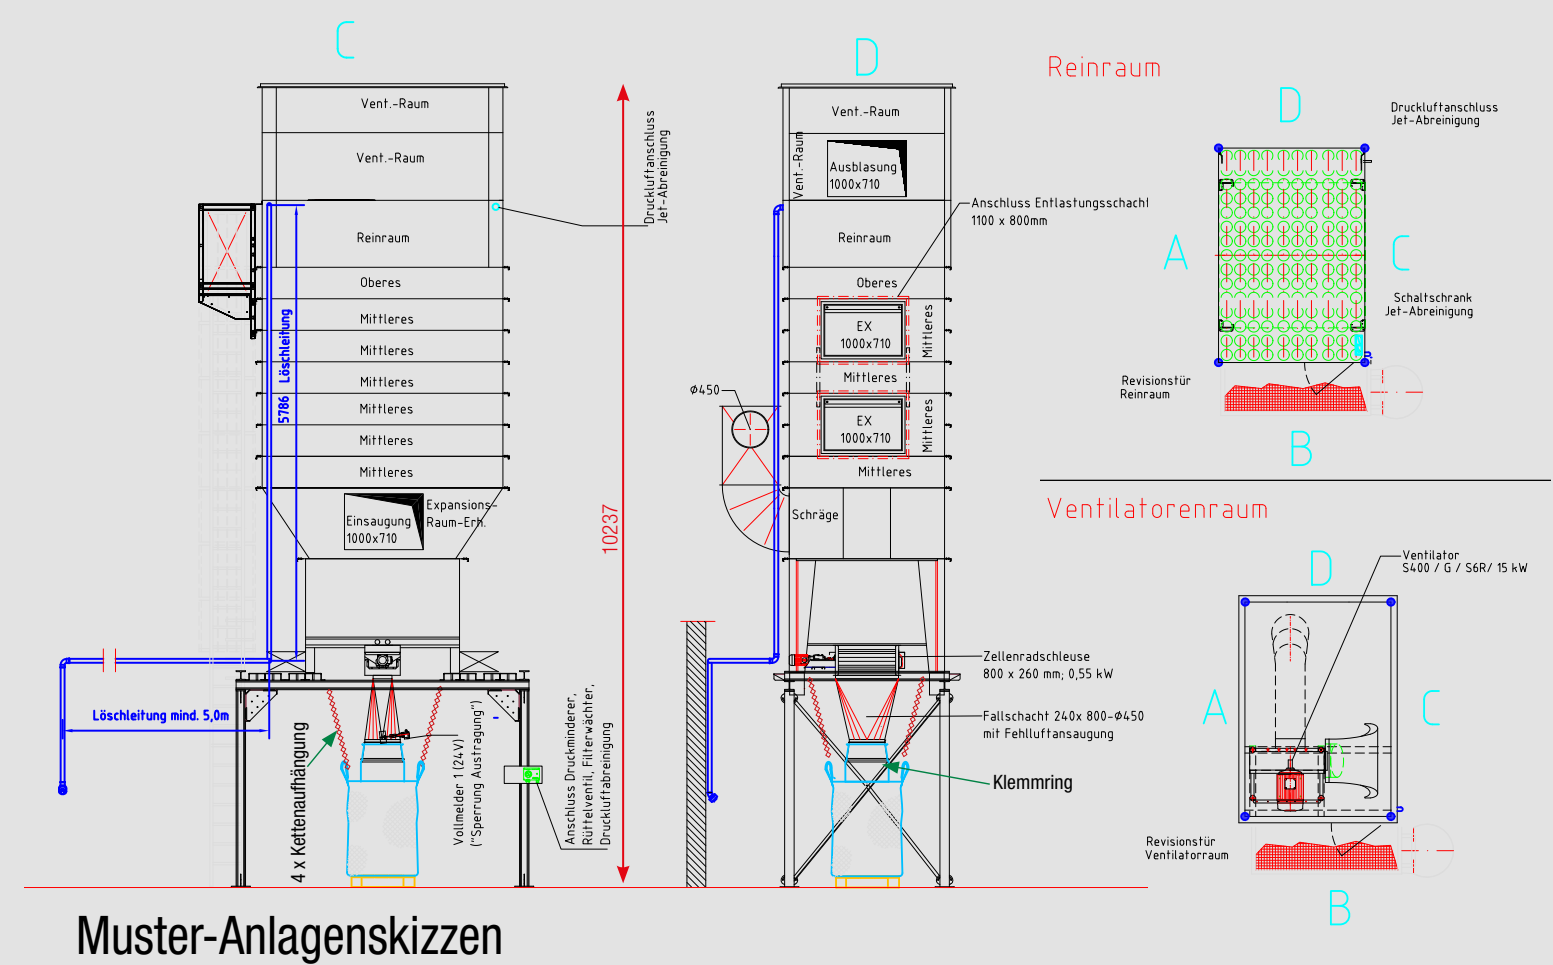 C
Vent.-Raum
Vent.-Raum
Reinraum
Oberes
Mittleres
Mittleres
Mittleres
Mittleres
Mittleres
Mittleres
Einsaugung
1000x710
Expansions-
Raum-Erh.
5786 Löschleitung
Löschleitung mind. 5,0m
4 x Kettenaufhängung
Vollmelder 1 (24V)
("Sperrung Austragung")
Anschluss Druckminderer,
Rüttelventil, Filterwächter,
Druckluftabreinigung
Druckluftanschluss
Jet-Abreinigung
10237
D
Vent.-Raum
Vent.-Raum
Ausblasung
1000x710
Reinraum
Oberes
EX
1000x710
Mittleres
Mittleres
EX
1000x710
Mittleres
Mittleres
Schräge
Ø450
Anschluss Entlastungsschacht
1100 x 800mm
Zellenradschleuse
800 x 260 mm; 0,55 kW
Fallschacht 240x 800-Ø450
mit Fehlluftansaugung
Klemmring
Reinraum
D
Druckluftanschluss
Jet-Abreinigung
A
C
Schaltschrank
Jet-Abreinigung
Revisionstür
Reinraum
B
Ventilatorenraum
D
Ventilator
S400 / G / S6R/ 15 kW
A
C
Revisionstür
Ventilatorraum
B
Muster-Anlagenskizzen